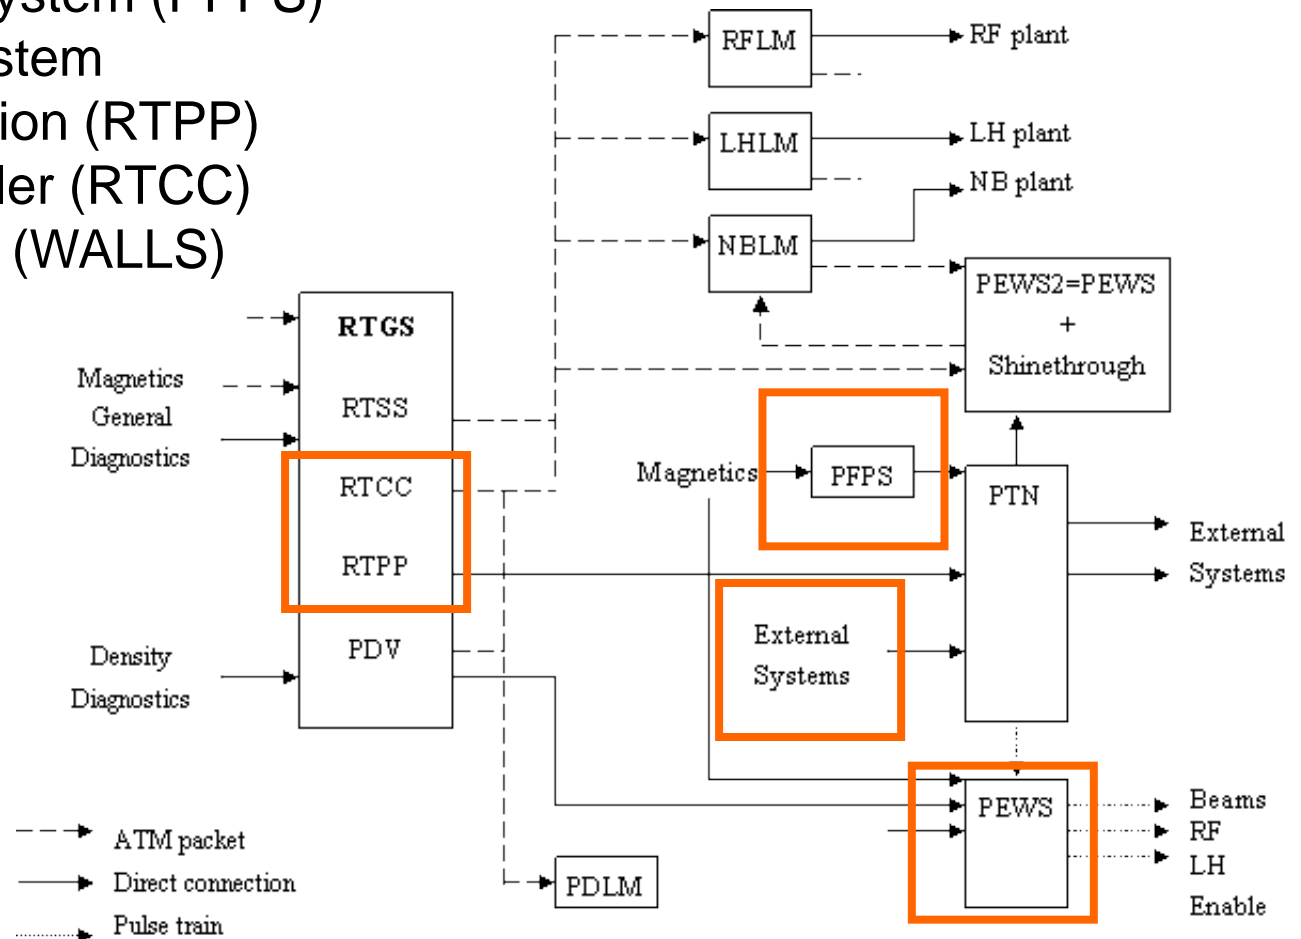 ystem (PFPS)
stem
ion (RTPP)
ler (RTCC)
(WALLS)
RFLM
RF plant
LHLM
LH plant
NB plant
NBLM
PEWS2=PEWS
+
Shinethrough
RTGS
Magnetics
General
Diagnostics
RTSS
RTCC
RTPP
PDV
Density
Diagnostics
Magnetics
PFPS
PTN
External
Systems
External
Systems
PEWS
Beams
RF
LH
Enable
PDLM
ATM packet
Direct connection
Pulse train